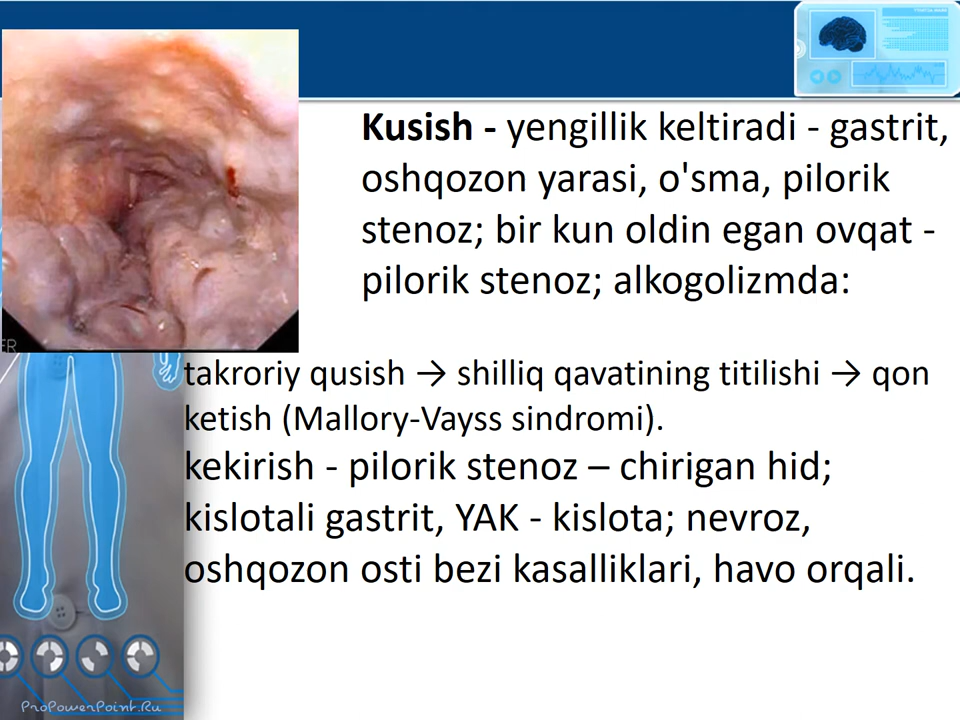 Kusish - yengillik keltiradi - gastrit,
oshqozon yarasi, o'sma, pilorik
stenoz; bir kun oldin egan ovqat -
pilorik stenoz; alkogolizmda:
takroriy qusish → shilliq qavatining titilishi → qon
ketish (Mallory-Vayss sindromi).
kekirish - pilorik stenoz – chirigan hid;
kislotali gastrit, YAK - kislota; nevroz,
oshqozon osti bezi kasalliklari, havo orqali.
ProPowerPoint.Ru